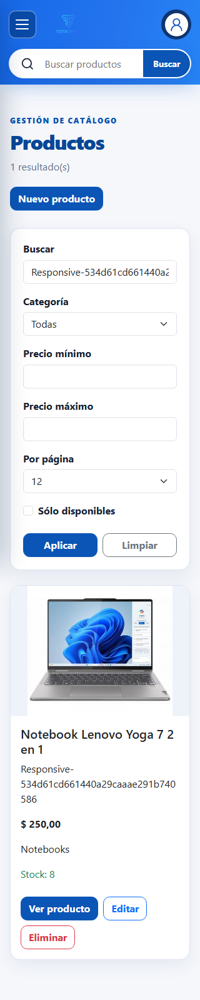 Buscar productos
Buscar
GESTIÓN DE CATÁLOGO
Productos
1 resultado(s)
Nuevo producto
Buscar
Responsive-534d61cd661440a2
Categoría
Todas
Precio mínimo
Precio máximo
Por página
12
Sólo disponibles
Aplicar
Limpiar
Notebook Lenovo Yoga 7 2
en 1
Responsive-
534d61cd661440a29caaae291b740
586
$ 250,00
Notebooks
Stock: 8
Ver producto
Editar
Eliminar